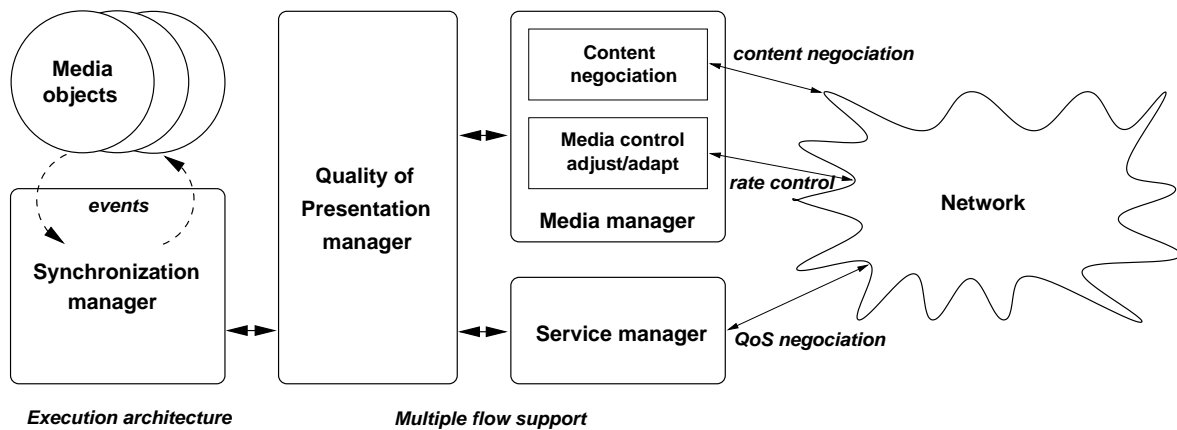 Media
objects
events
Synchronization
manager
Quality of
Presentation
manager
Content
negociation
Media control
adjust/adapt
Media manager
Service manager
content negociation
rate control
QoS negociation
Network
Execution architecture
Multiple flow support